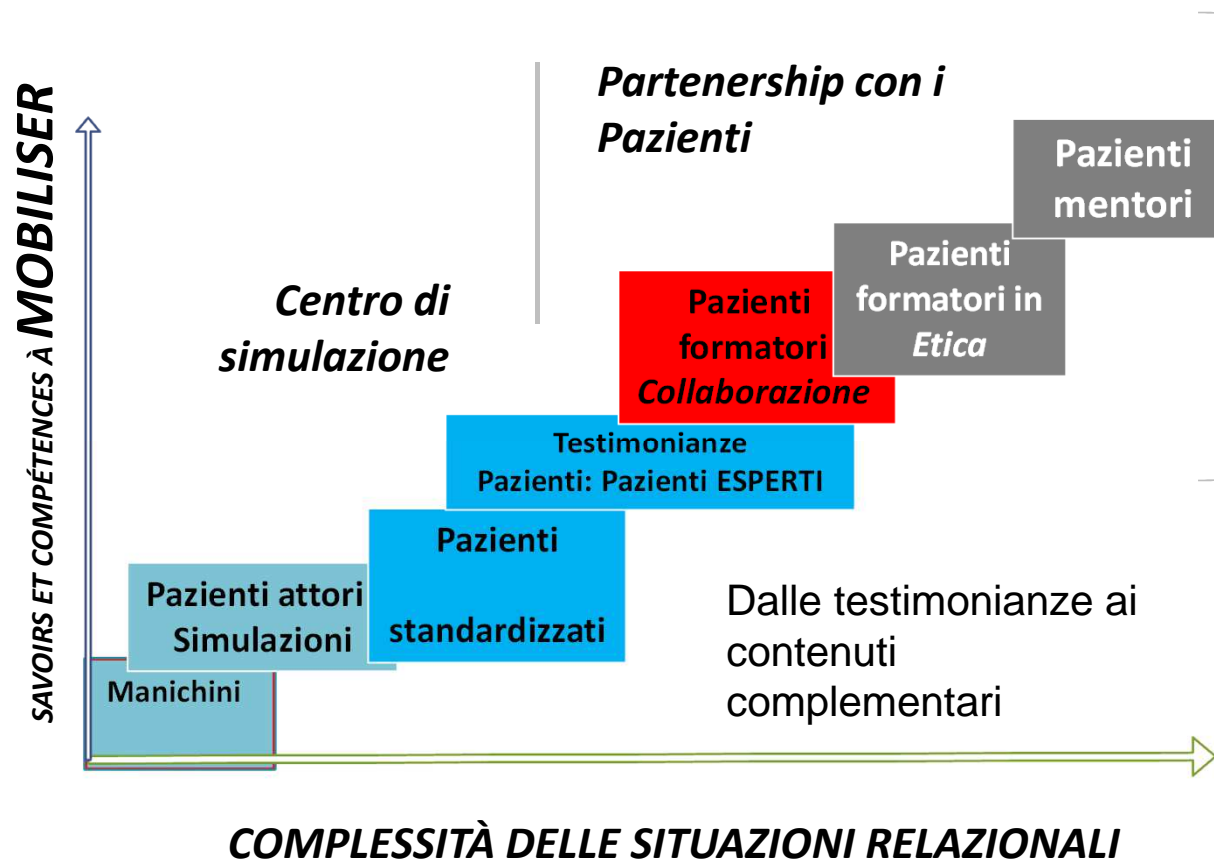 SAVOIRS ET COMPÉTENCES À MOBILISER
Partenership con i
Pazienti
Centro di
simulazione
Pazienti
mentori
Pazienti
formatori in
Etica
Pazienti
formatori
Collaborazione
Testimonianze
Pazienti: Pazienti ESPERTI
Pazienti
standardizzati
Pazienti attori
Simulazioni
Manichini
Dalle testimonianze ai
contenuti
complementari
COMPLESSITÀ DELLE SITUAZIONI RELAZIONALI